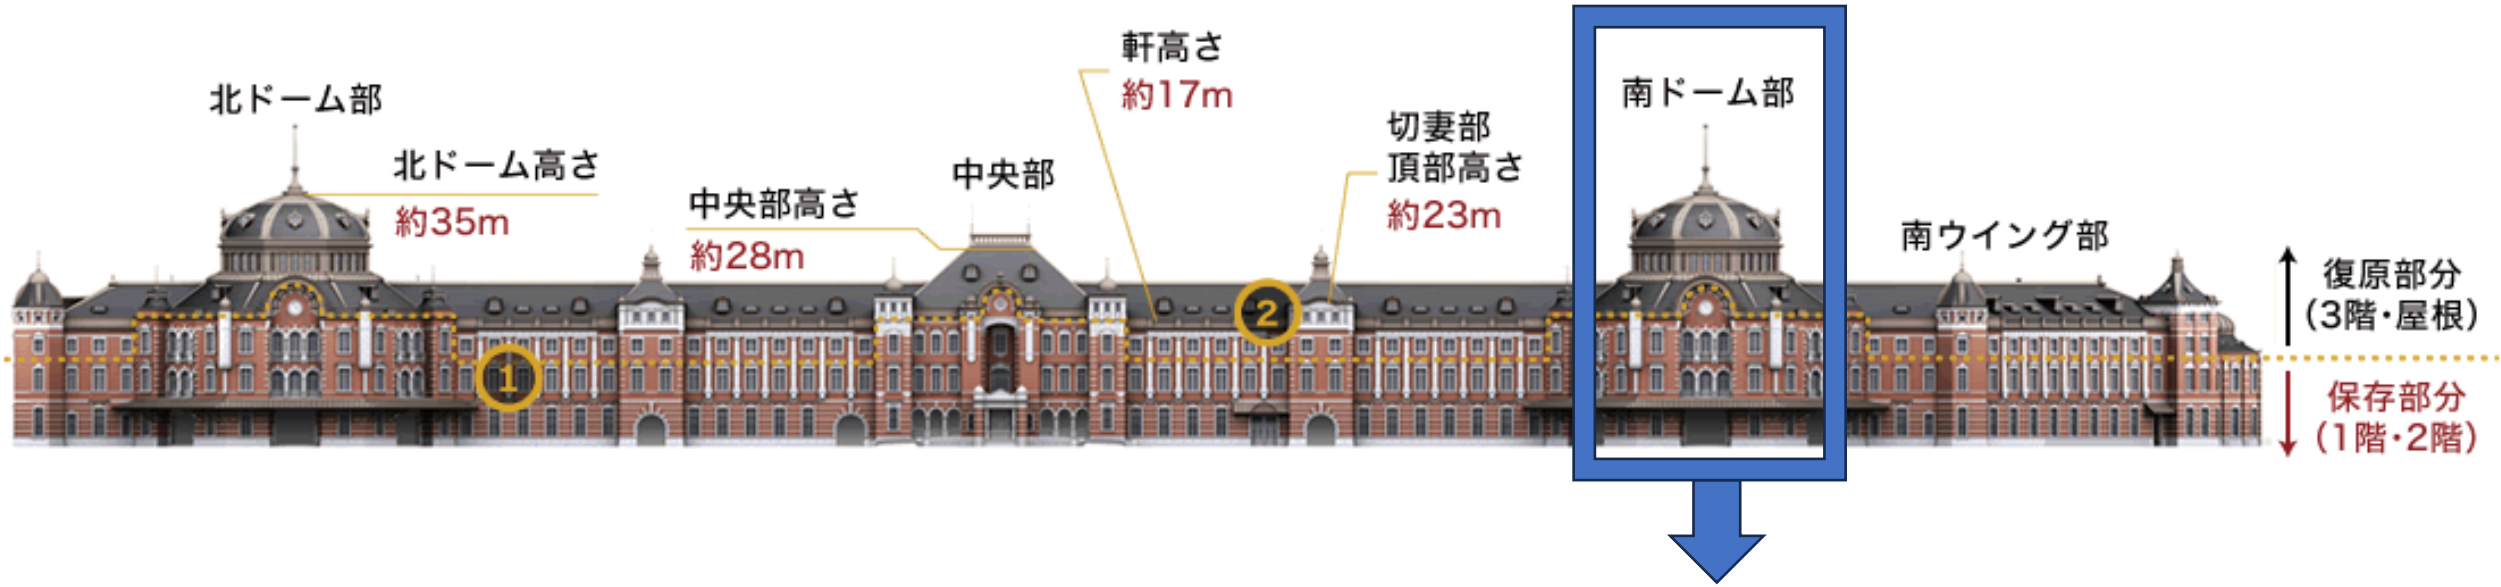 北ドーム部
北ドーム高さ
約35m
中央部高さ
約28m
中央部
軒高さ
約17m
切妻部
頂部高さ
約23m
南ドーム部
南ウイング部
復原部分
(3階・屋根)
保存部分
(1階・2階)
1
2